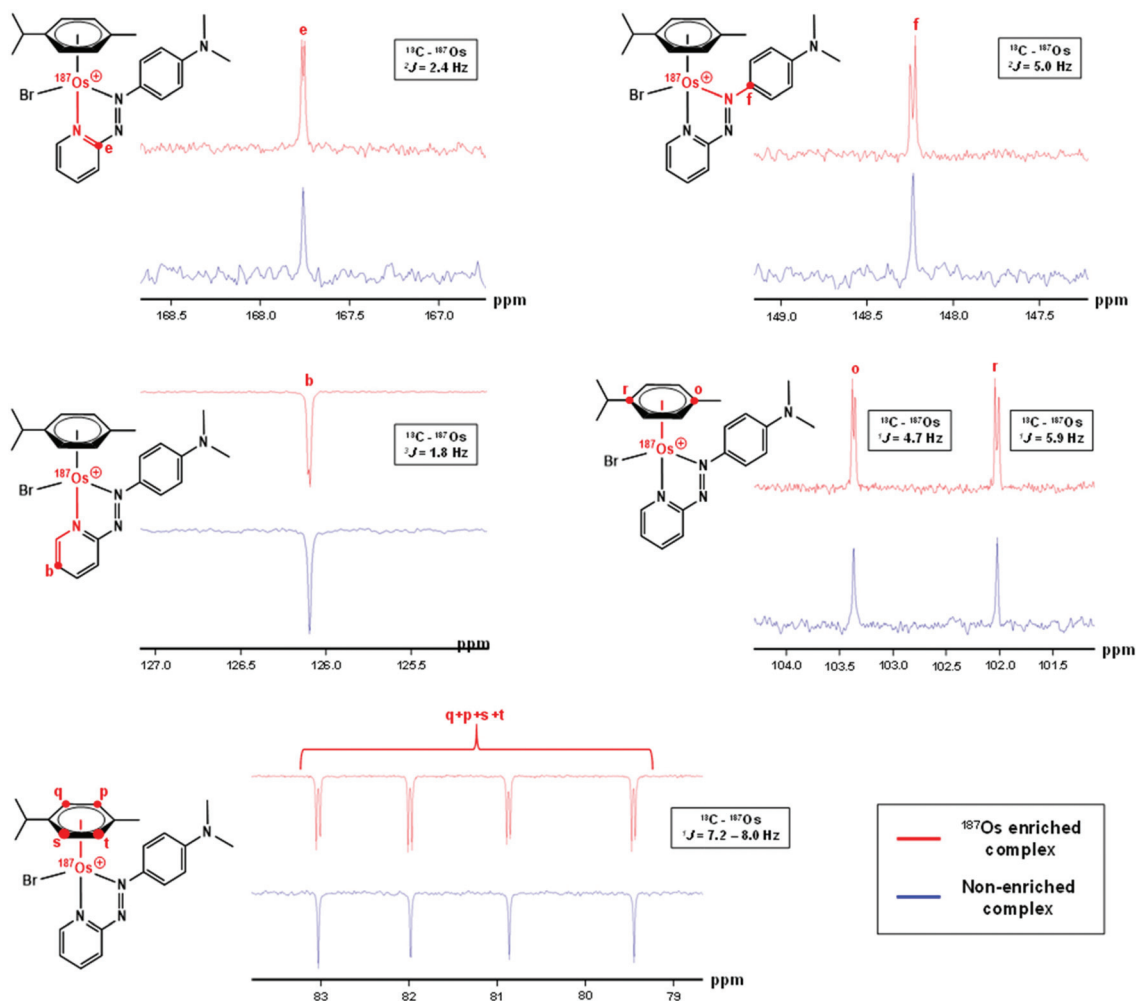 e
¹³C - ¹⁸⁷Os
²J = 2.4 Hz
¹⁸⁷Os ⊕
Br
N
N
N
N
e
168.5 168.0 167.5 167.0 ppm
f
¹³C - ¹⁸⁷Os
²J = 5.0 Hz
¹⁸⁷Os ⊕
Br
N
N
N
N
f
149.0 148.5 148.0 147.5 ppm
b
¹³C - ¹⁸⁷Os
³J = 1.8 Hz
¹⁸⁷Os ⊕
Br
N
N
N
N
b
127.0 126.5 126.0 125.5 ppm
r o
¹⁸⁷Os ⊕
Br
N
N
N
N
o
¹³C - ¹⁸⁷Os
¹J = 4.7 Hz
r
¹³C - ¹⁸⁷Os
¹J = 5.9 Hz
104.0 103.5 103.0 102.5 102.0 101.5 ppm
q+p+s+t
q p
s t
¹⁸⁷Os ⊕
Br
N
N
N
N
¹³C - ¹⁸⁷Os
¹J = 7.2 – 8.0 Hz
83 82 81 80 79 ppm
¹⁸⁷Os enriched
complex
Non-enriched
complex